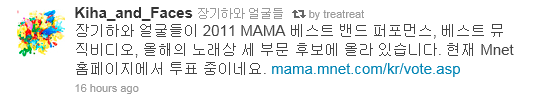 Kiha_and_Faces 장기하와 얼굴들 by treatreat
장기하와 얼굴들이 2011 MAMA 베스트 밴드 퍼포먼스, 베스트 뮤
직비디오, 올해의 노래상 세 부문 후보에 올라 있습니다. 현재 Mnet
홈페이지에서 투표 중이네요. mama.mnet.com/kr/vote.asp
16 hours ago